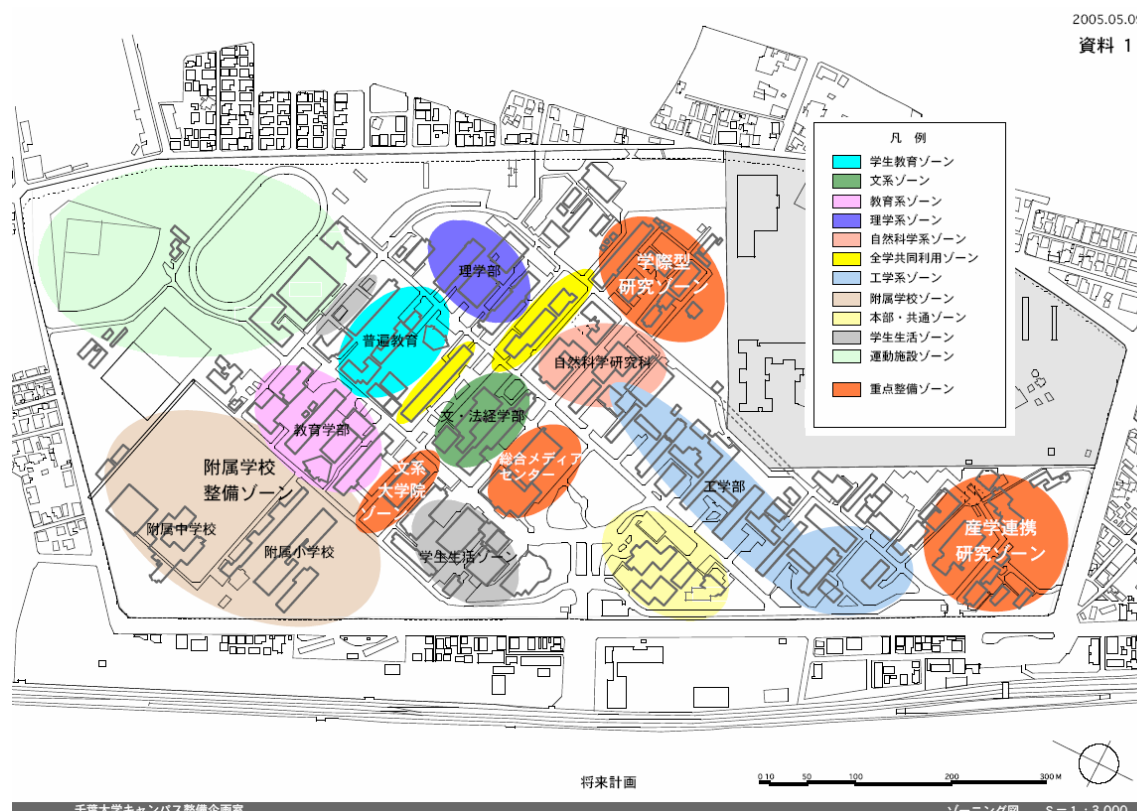 2005.05.09
資料 1
凡 例
学生教育ゾーン
文系ゾーン
教育系ゾーン
理学系ゾーン
自然科学系ゾーン
全学共同利用ゾーン
工学系ゾーン
附属学校ゾーン
本部・共通ゾーン
学生生活ゾーン
運動施設ゾーン
重点整備ゾーン
理学部
学際型
研究ゾーン
普遍教育
自然科学研究科
文・法経学部
教育学部
総合メディア
センター
文系
大学院
ゾーン
附属学校
整備ゾーン
工学部
附属中学校
附属小学校
学生生活ゾーン
産学連携
研究ゾーン
将来計画
0 10 50 100 200 300 M
千葉大学キャンパス整備企画室
ゾーニング図 S=1:3,000